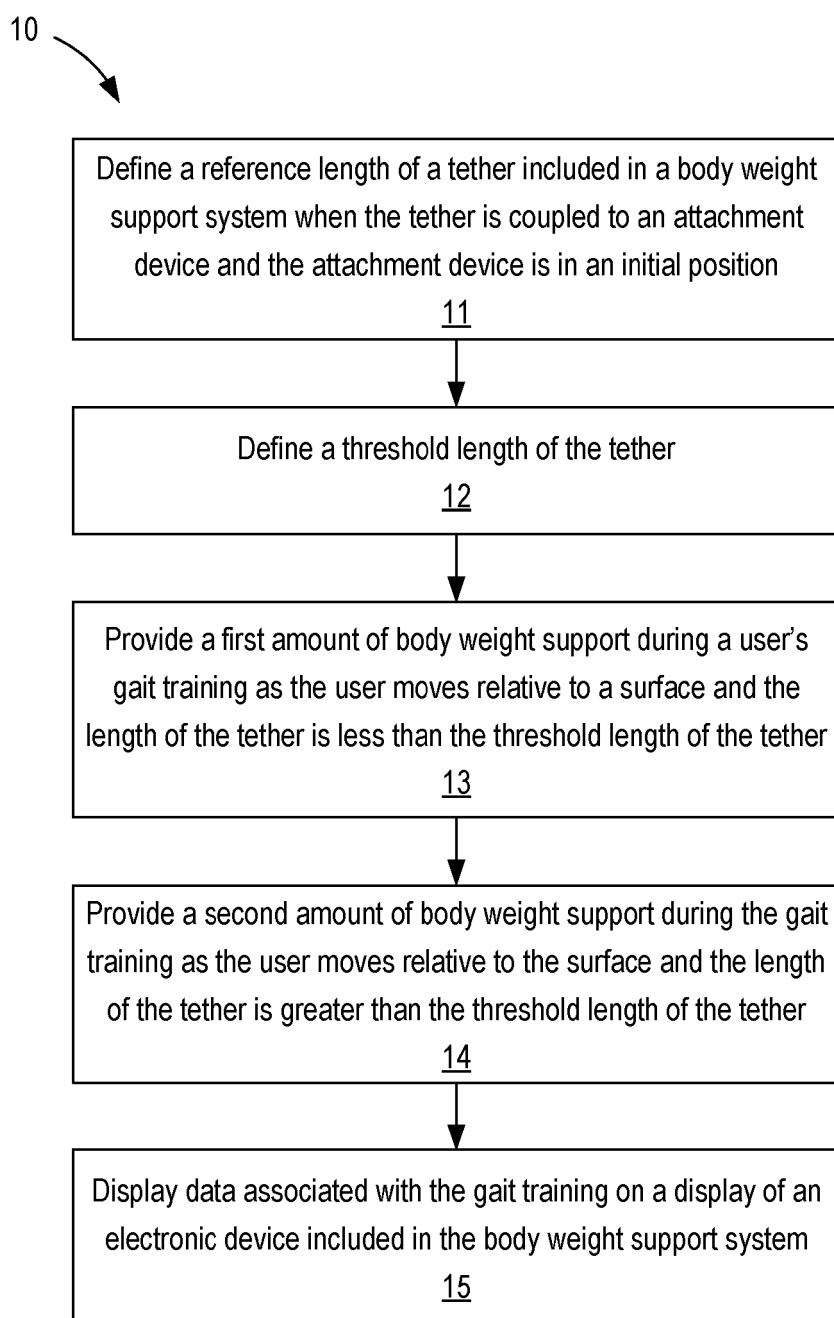 10
Define a reference length of a tether included in a body weight
support system when the tether is coupled to an attachment
device and the attachment device is in an initial position
11
Define a threshold length of the tether
12
Provide a first amount of body weight support during a user's
gait training as the user moves relative to a surface and the
length of the tether is less than the threshold length of the tether
13
Provide a second amount of body weight support during the gait
training as the user moves relative to the surface and the length
of the tether is greater than the threshold length of the tether
14
Display data associated with the gait training on a display of an
electronic device included in the body weight support system
15